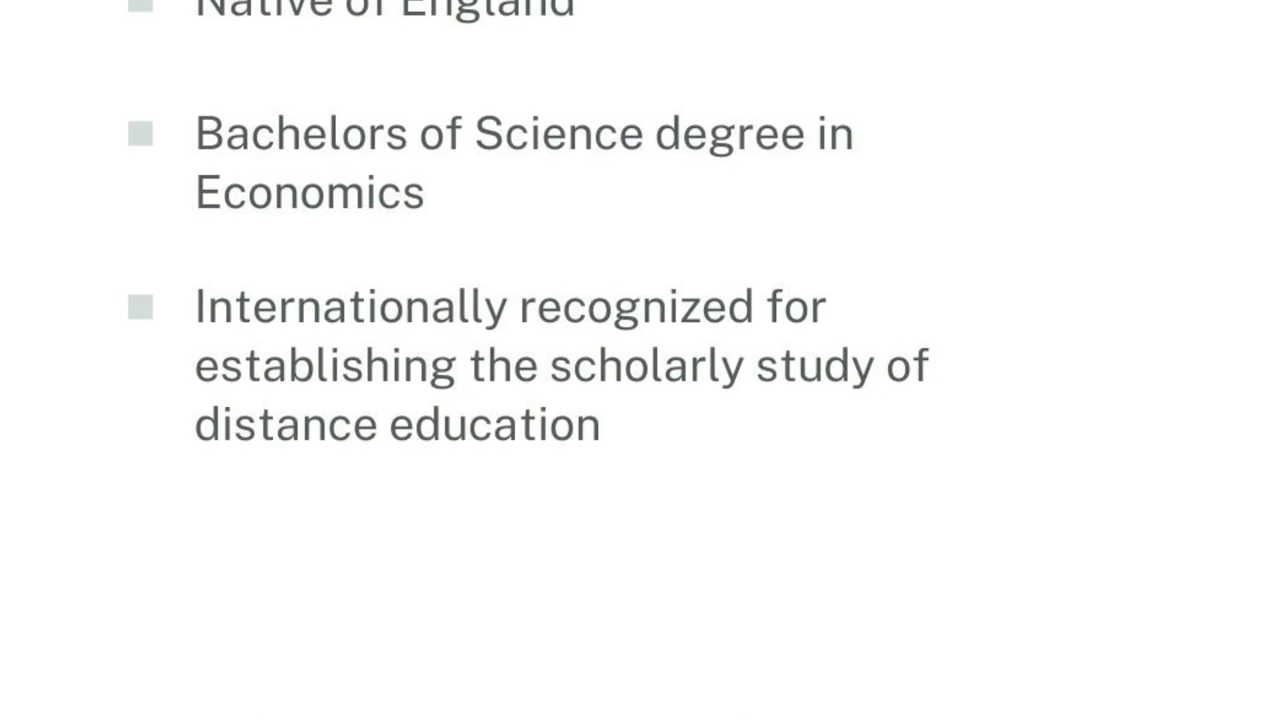 Native of England
Bachelors of Science degree in
Economics
Internationally recognized for
establishing the scholarly study of
distance education